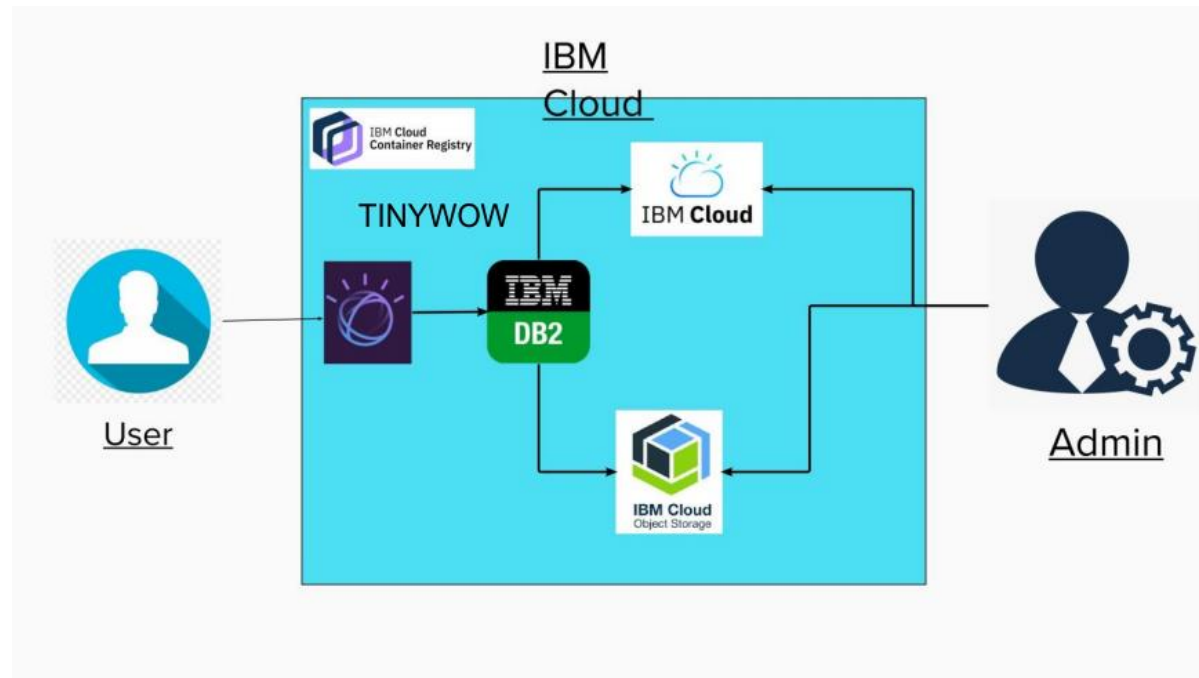 IBM
Cloud
IBM Cloud
Container Registry
TINYWOW
IBM Cloud
IBM
DB2
User
Admin
IBM Cloud
Object Storage